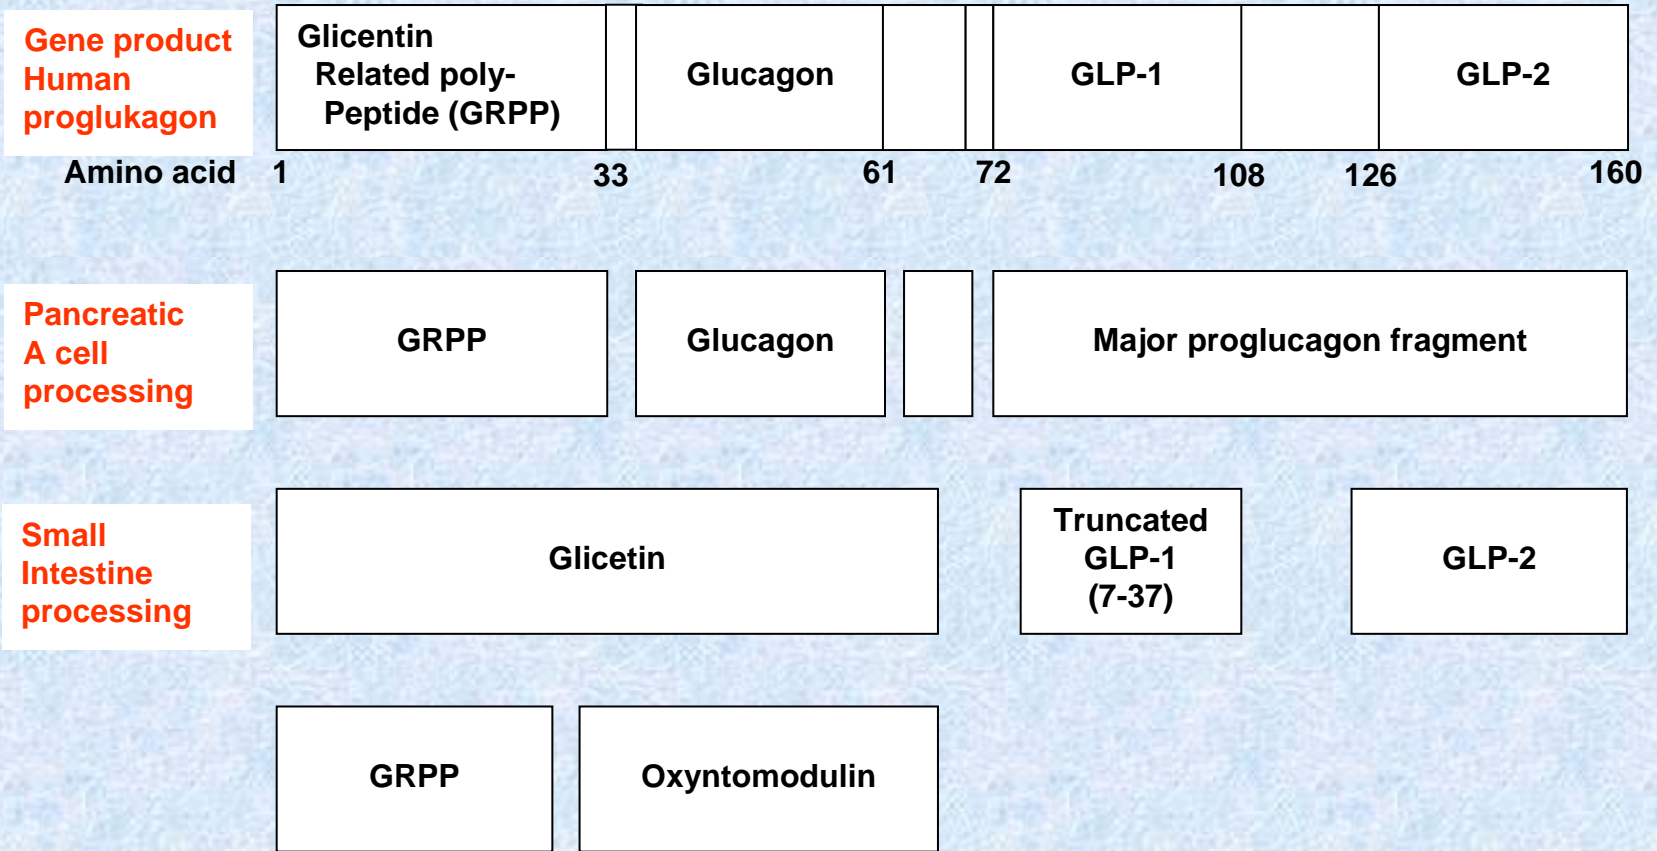 Gene product
Human
proglukagon
Glicentin
Related poly-
Peptide (GRPP)
Glucagon
GLP-1
GLP-2
Amino acid 1 33 61 72 108 126 160
Pancreatic
A cell
processing
GRPP
Glucagon
Major proglucagon fragment
Small
Intestine
processing
Glicetin
Truncated
GLP-1
(7-37)
GLP-2
GRPP
Oxyntomodulin